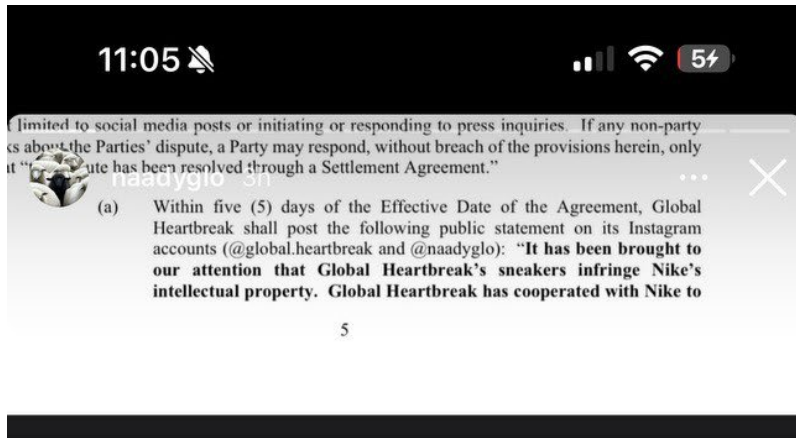 11:05
54
limited to social media posts or initiating or responding to press inquiries. If any non-party
about the Parties' dispute, a Party may respond, without breach of the provisions herein, only
has been resolved through a Settlement Agreement."
naadyglo 3h
(a) Within five (5) days of the Effective Date of the Agreement, Global
Heartbreak shall post the following public statement on its Instagram
accounts (@global.heartbreak and @naadyglo): "It has been brought to
our attention that Global Heartbreak's sneakers infringe Nike's
intellectual property. Global Heartbreak has cooperated with Nike to
5